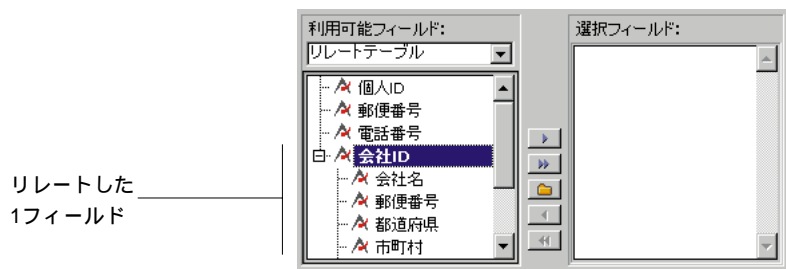 利用可能フィールド:
リレートテーブル
個人ID
郵便番号
電話番号
会社ID
会社名
郵便番号
都道府県
市町村
選択フィールド:
リレートした
1フィールド